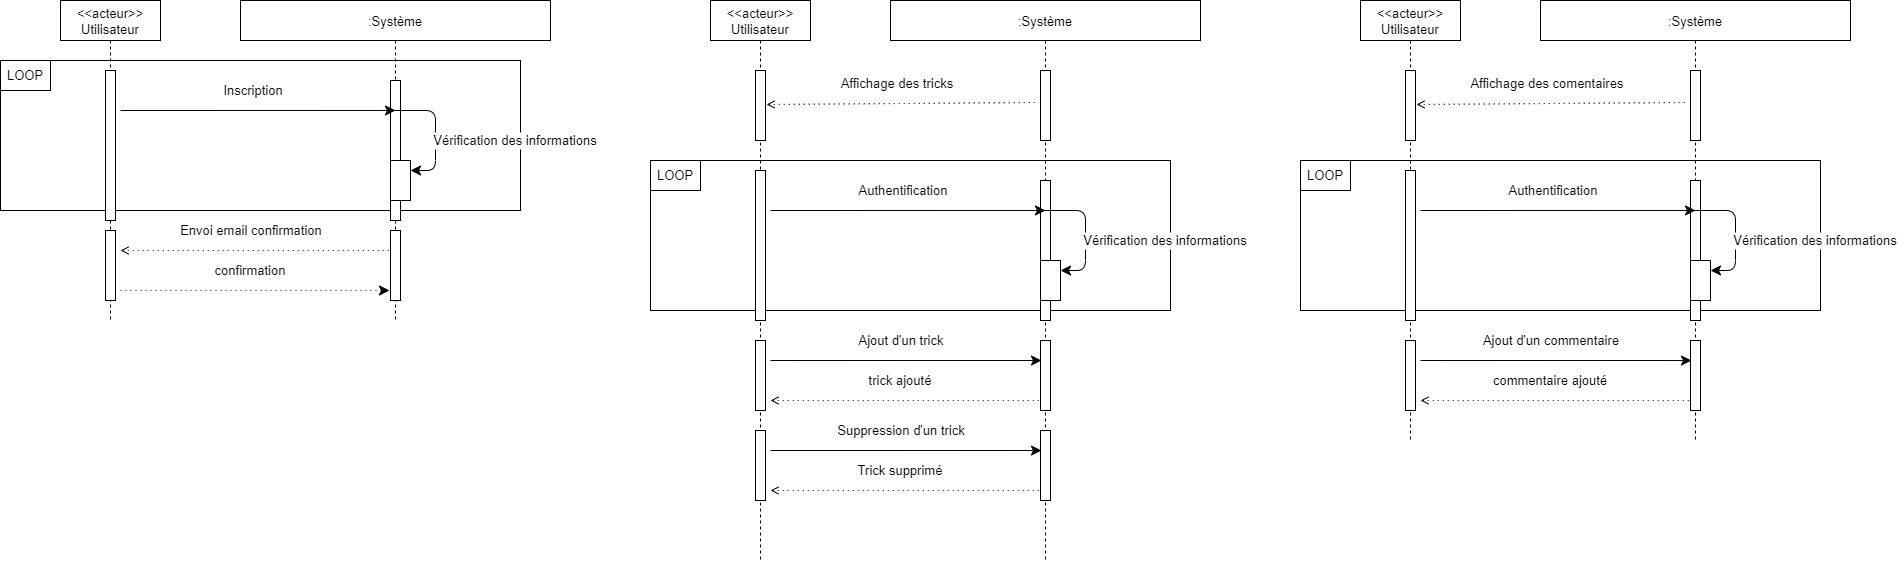 <<acteur>>
Utilisateur
:Système
LOOP
Inscription
Vérification des informations
Envoi email confirmation
confirmation
<<acteur>>
Utilisateur
:Système
Affichage des tricks
LOOP
Authentification
Vérification des informations
Ajout d'un trick
trick ajouté
Suppression d'un trick
Trick supprimé
<<acteur>>
Utilisateur
:Système
Affichage des comentaires
LOOP
Authentification
Vérification des informations
Ajout d'un commentaire
commentaire ajouté